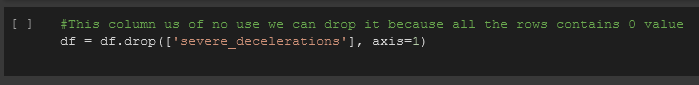 [ ] #This column us of no use we can drop it because all the rows contains 0 value
df = df.drop(['severe_decelerations'], axis=1)